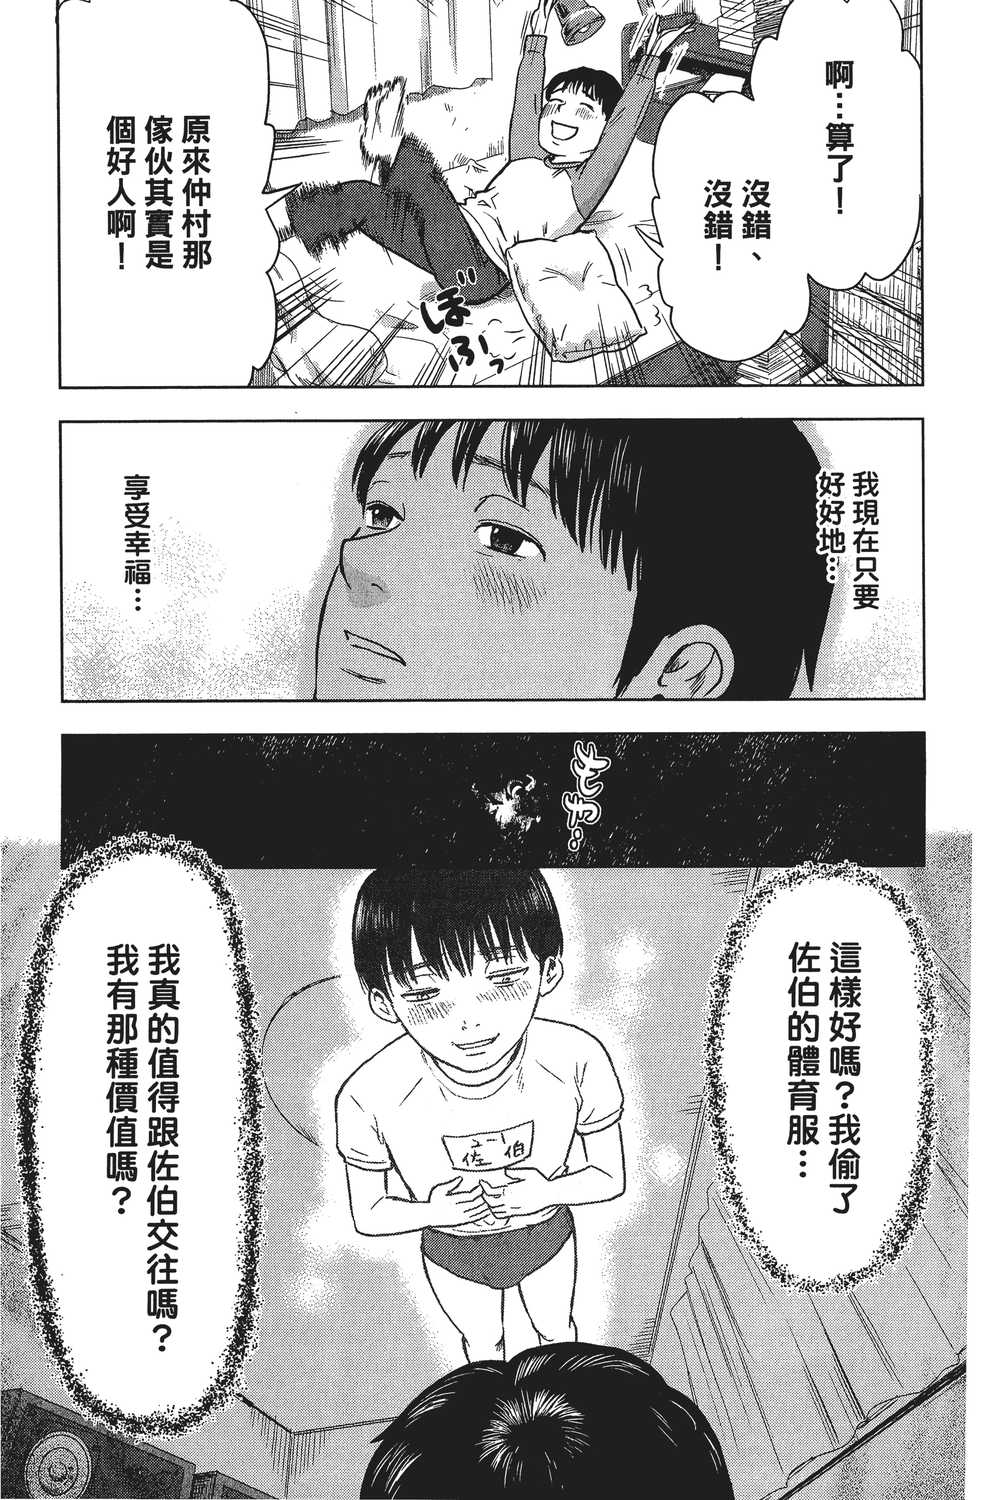 啊…算了！
沒錯、
沒錯！
原來仲村那
傢伙其實是
個好人啊！
ぼふっ
我現在只要
好好地…
享受幸福…
もや…
這樣好嗎？我偷了
佐伯的體育服…
我真的值得跟佐伯交往嗎？
我有那種價值嗎？
2-1
佐伯